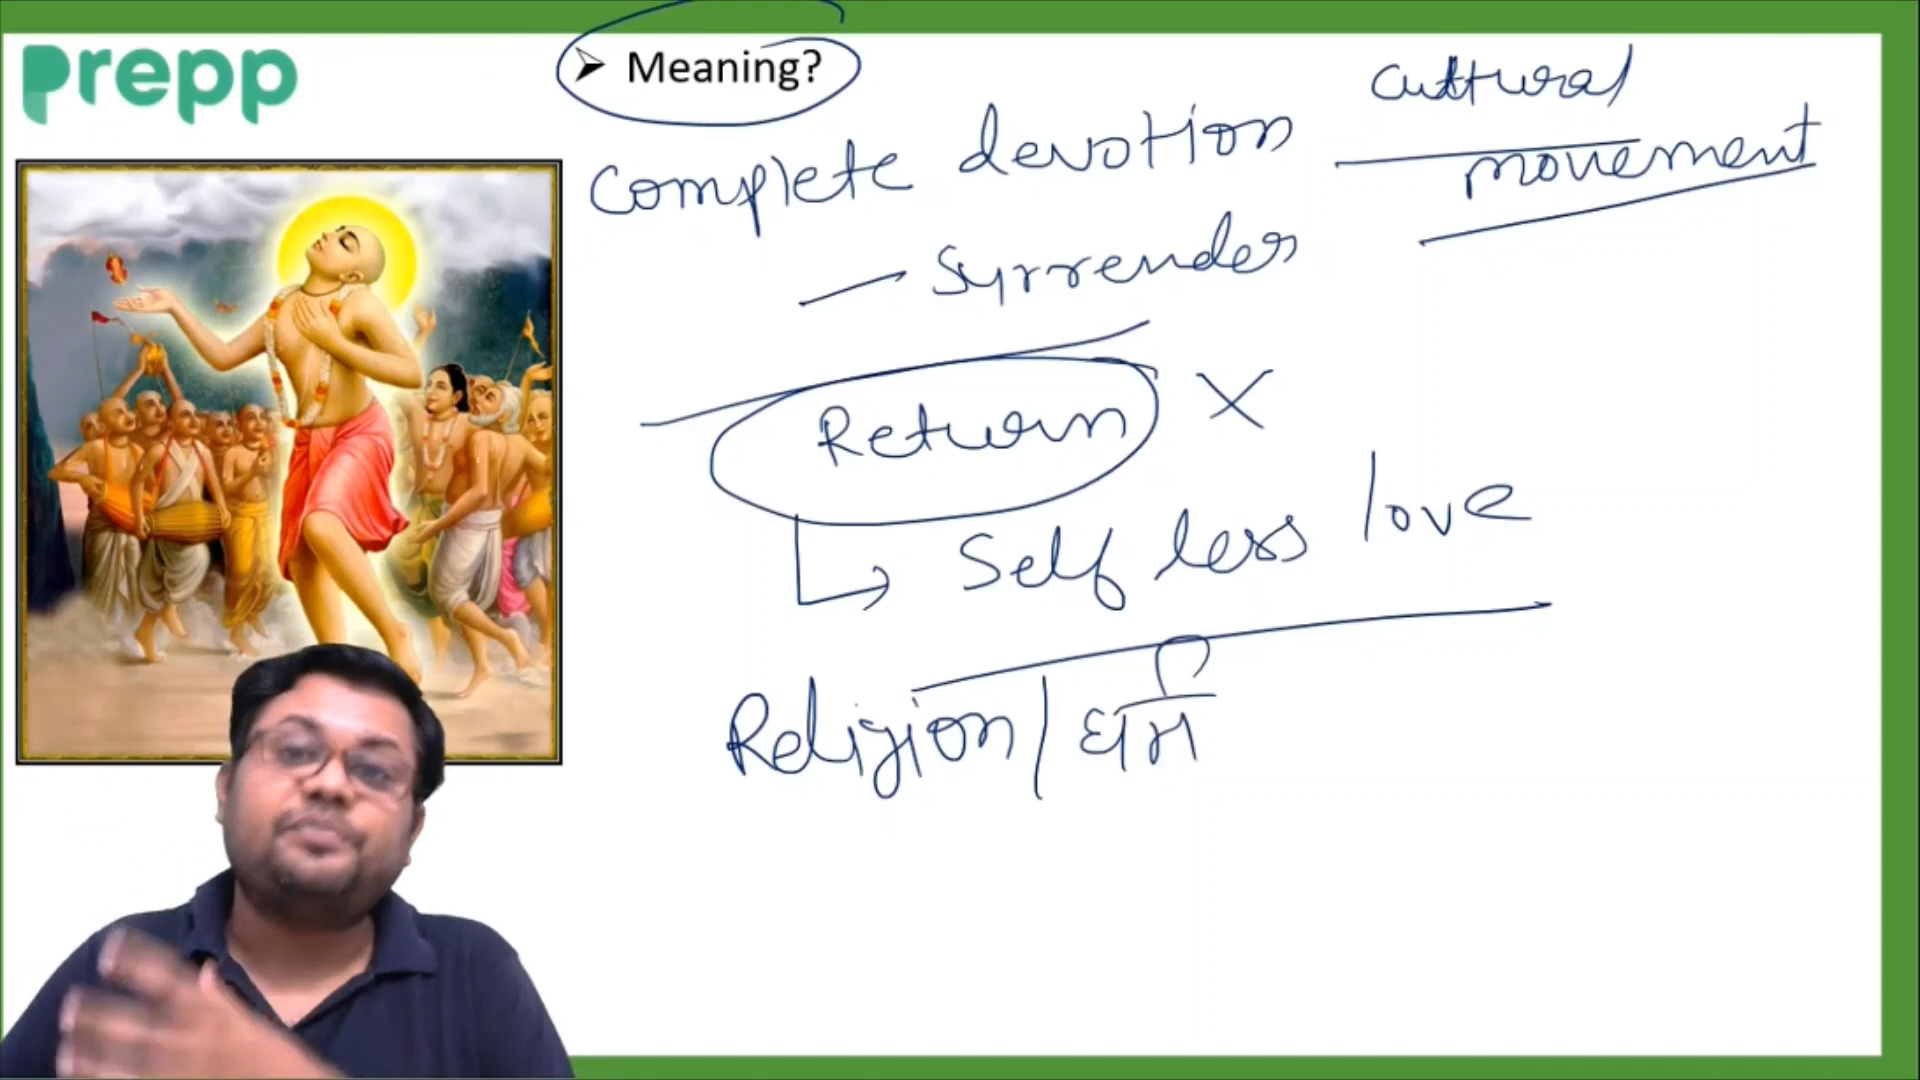 prepp
➤ Meaning?
cultural
movement
complete devotion
— Surrender
Return X
↳ Self less love
Religion / धर्म